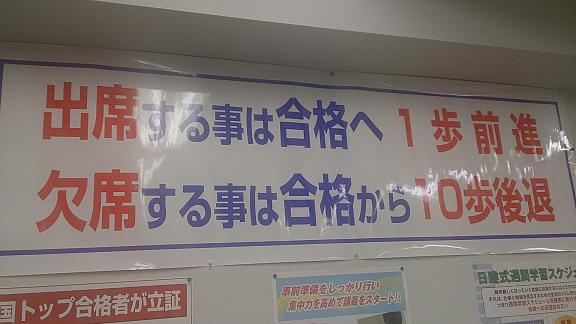 出席する事は合格へ 1歩前進
欠席する事は合格から10歩後退
国トップ合格者が立証
事前準備をしっかり行い
集中力を高めて講義をスタート!!
日建式週間学習スケジュ